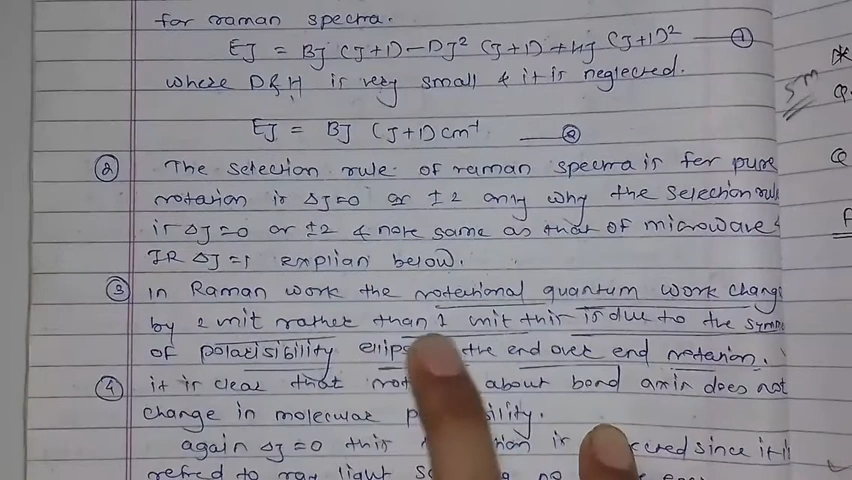 for raman spectra.
EJ = BJ (J+1) - DJ² (J+1) + HJ (J+1)² ①
where D & H is very small & it is neglected.
5m
EJ = BJ (J+1) cm⁻¹ ②
② The selection rule of raman spectra is for pure
rotation is ΔJ=0 or ±2 only why the selection rule
is ΔJ=0 or ±2 & not same as that of microwave &
IR ΔJ=1 explian below.
③ in Raman work the rotational quantum work change
by 2 unit rather than 1 unit this is due to the
of polarisibility the end over end rotation.
④ it is clear that about bond axis does not
change in molecular
again ΔJ=0 this is since it is
light